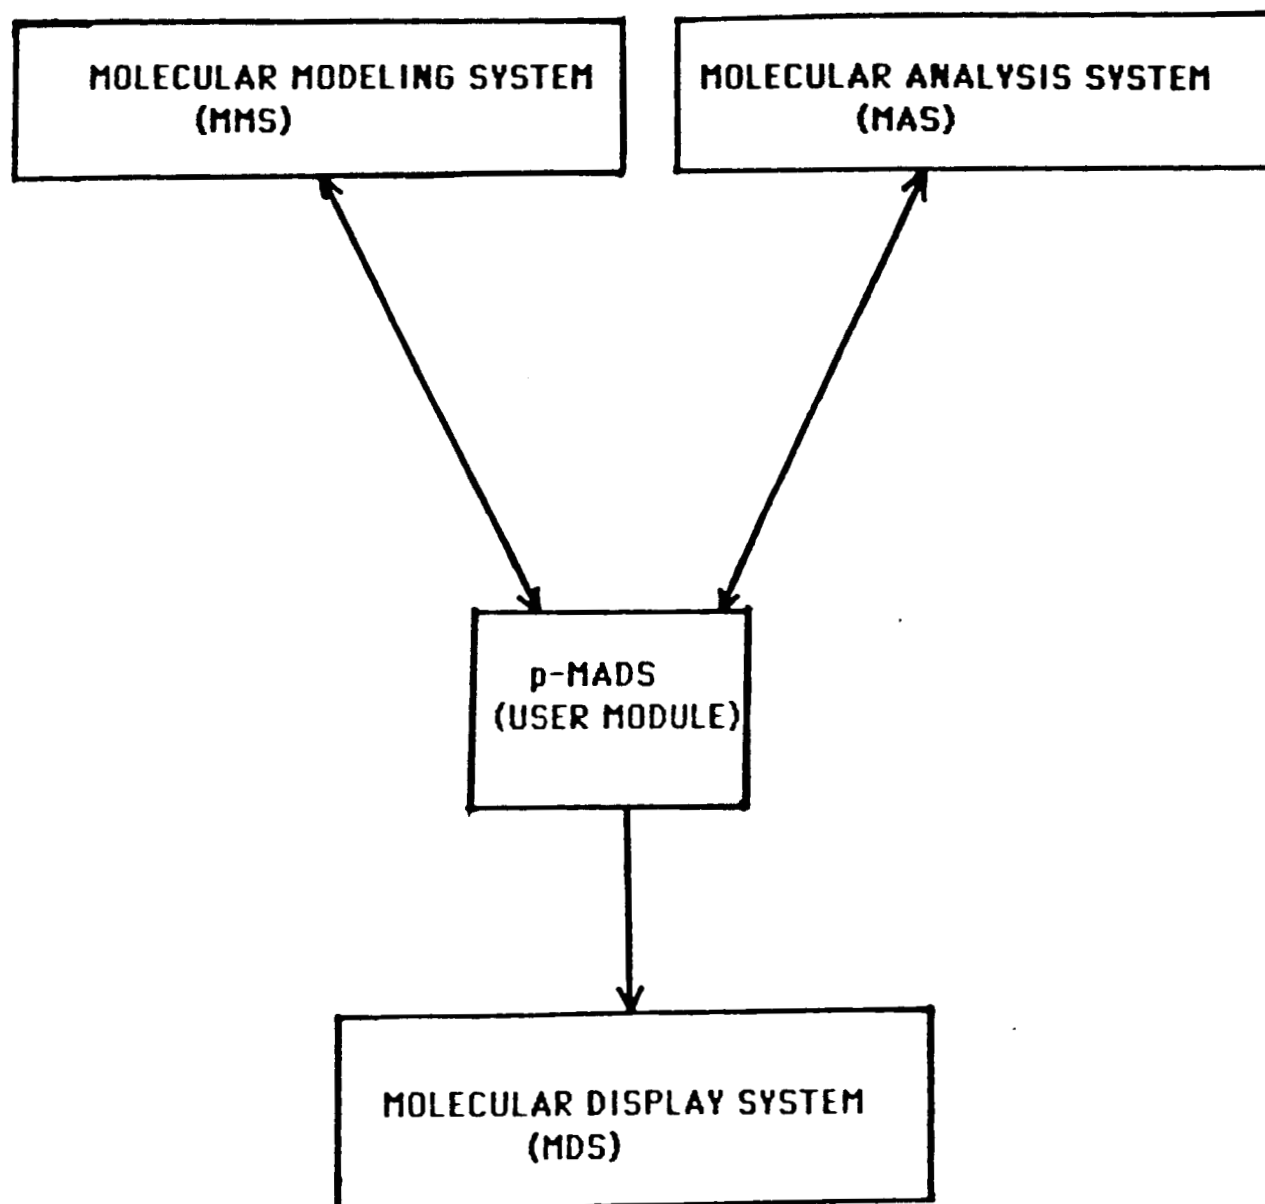 MOLECULAR MODELING SYSTEM
(MMS)
MOLECULAR ANALYSIS SYSTEM
(MAS)
p-MADS
(USER MODULE)
MOLECULAR DISPLAY SYSTEM
(MDS)